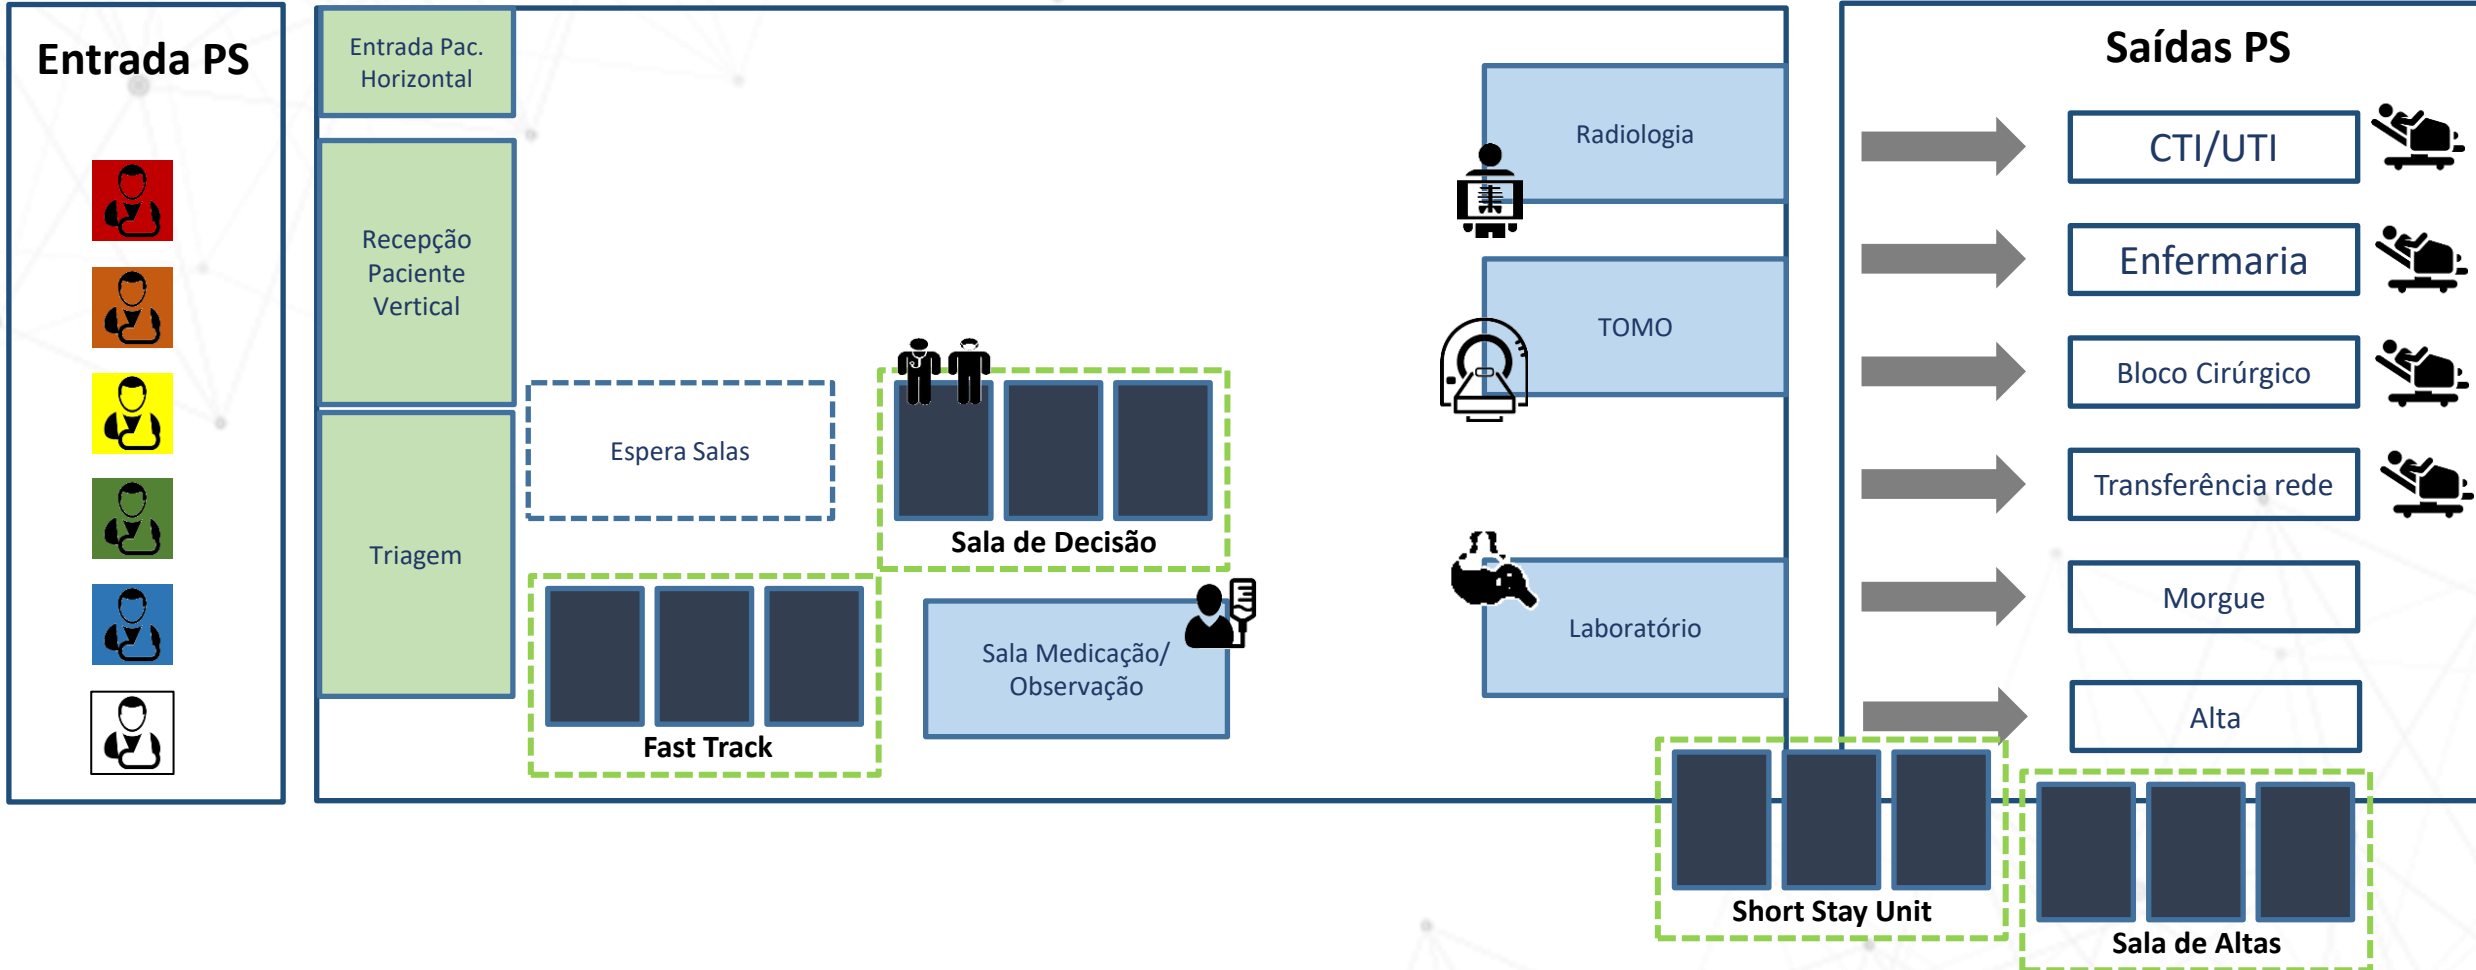 Entrada PS
Entrada Pac.
Horizontal
Recepção
Paciente
Vertical
Triagem
Espera Salas
Fast Track
Sala de Decisão
Sala Medicação/
Observação
Radiologia
TOMO
Laboratório
Short Stay Unit
Saídas PS
CTI/UTI
Enfermaria
Bloco Cirúrgico
Transferência rede
Morgue
Alta
Sala de Altas